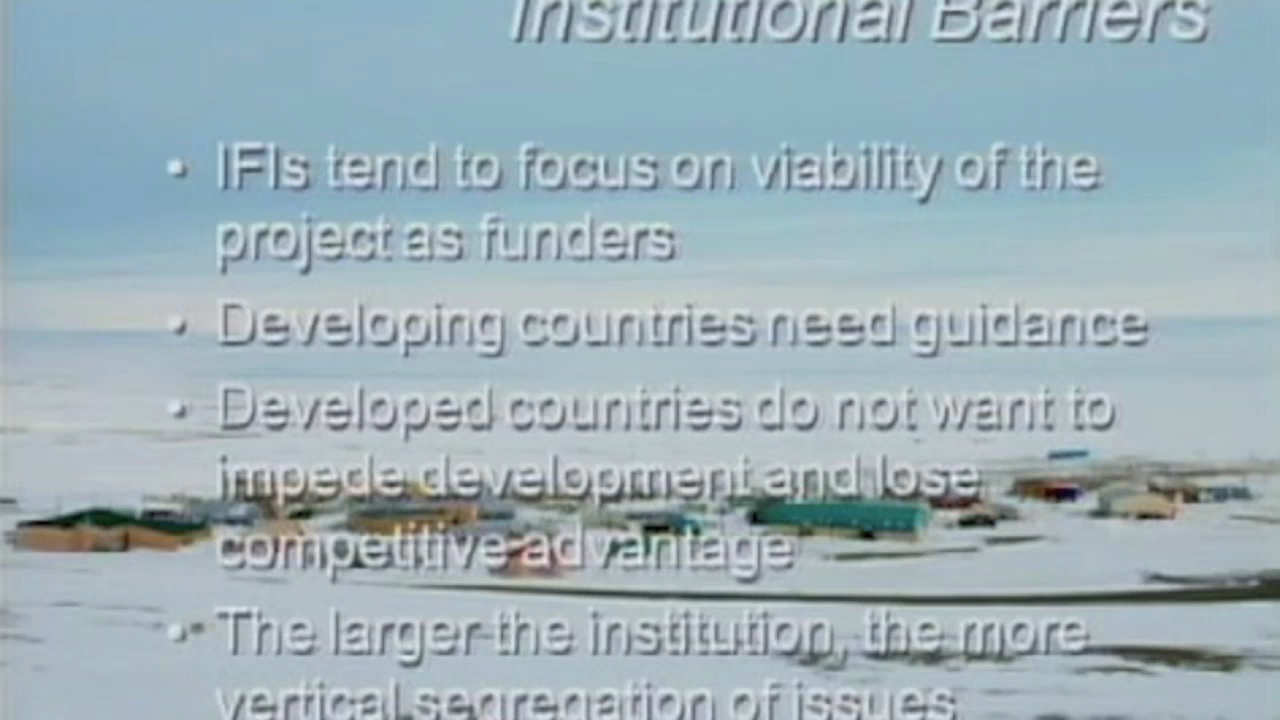 Institutional Barriers
• IFIs tend to focus on viability of the
project as funders
• Developing countries need guidance
• Developed countries do not want to
impede development and lose
competitive advantage
• The larger the institution, the more
vertical segregation of issues